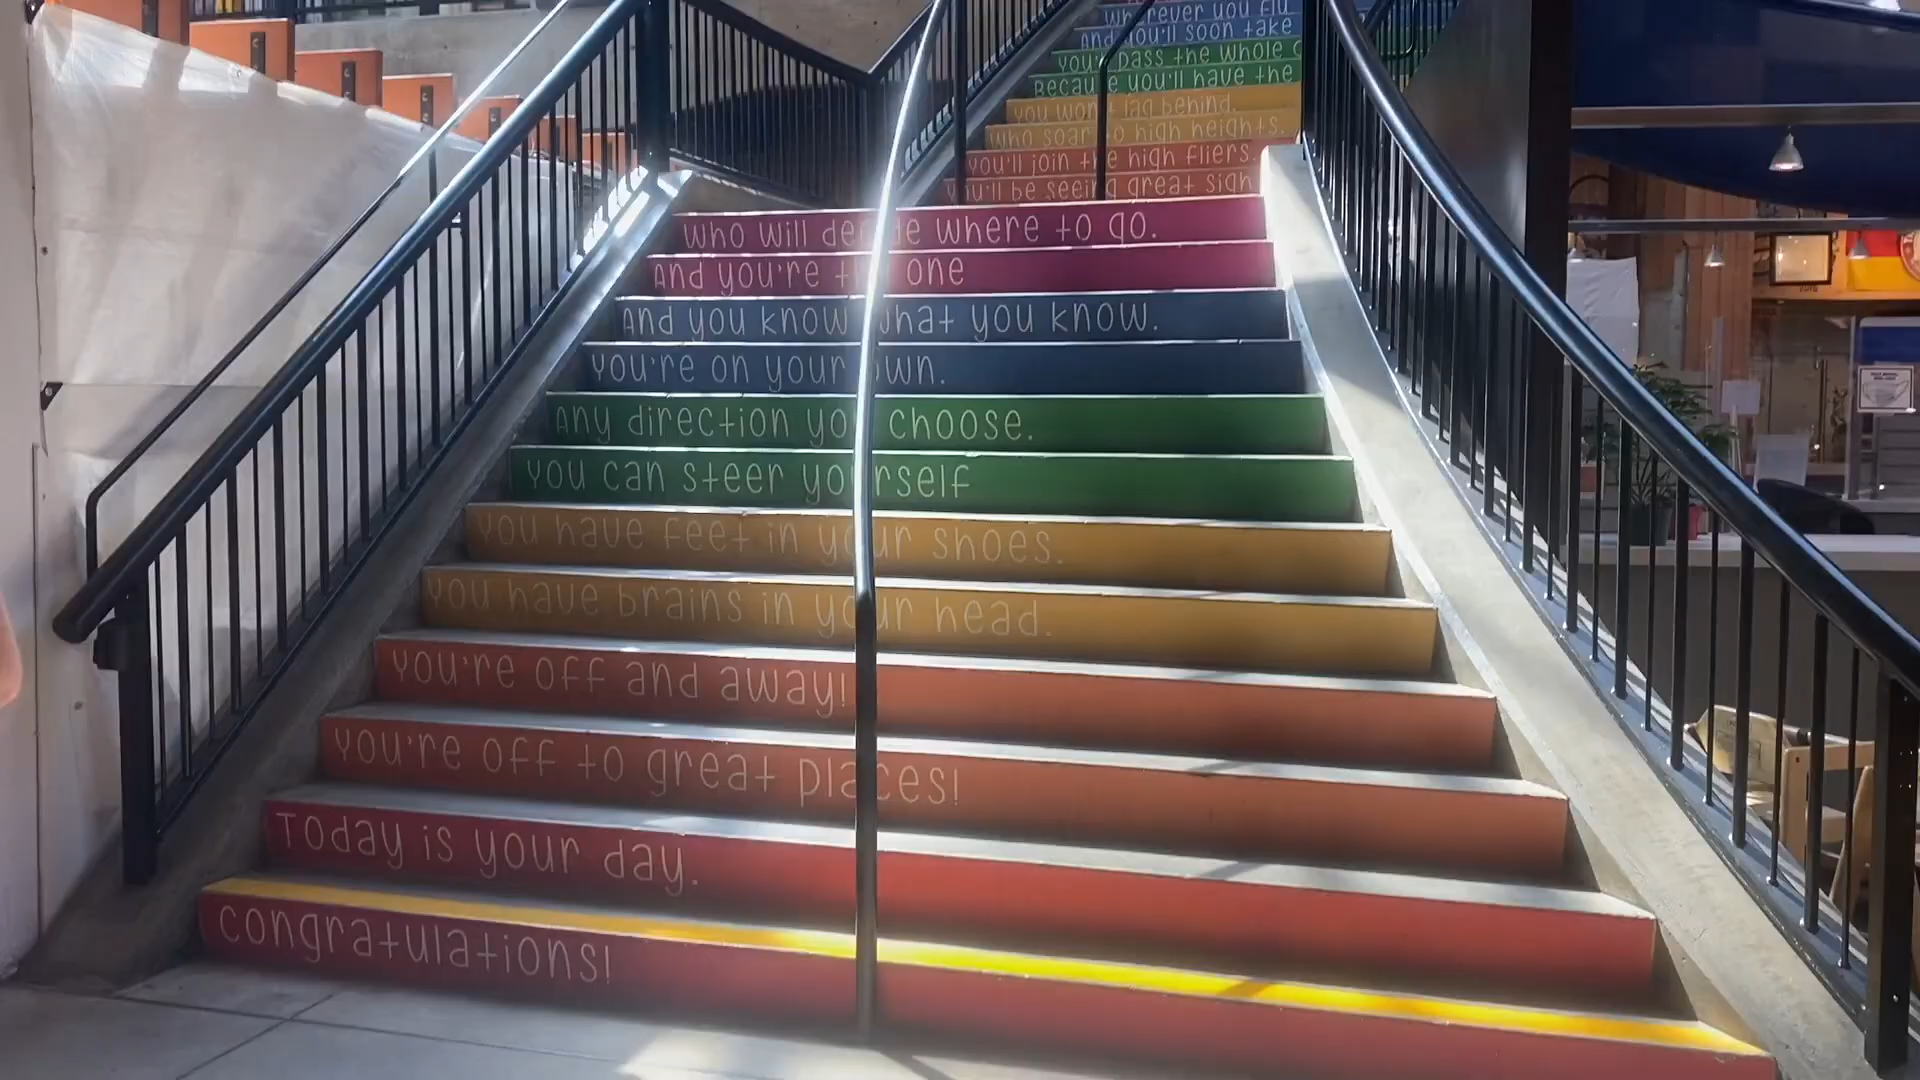 Congratulations!
Today is your day.
You're off to great places!
You're off and away!
You have brains in your head.
You have feet in your shoes.
You can steer yourself
Any direction you choose.
You're on your own.
And you know what you know.
And you're the one
Who will decide where to go.
You'll be seeing great sigh
You'll join the high fliers.
Who soar to high heights.
You won't lag behind.
Because you'll have the
You'll pass the whole
And you'll soon take
Wherever you fly